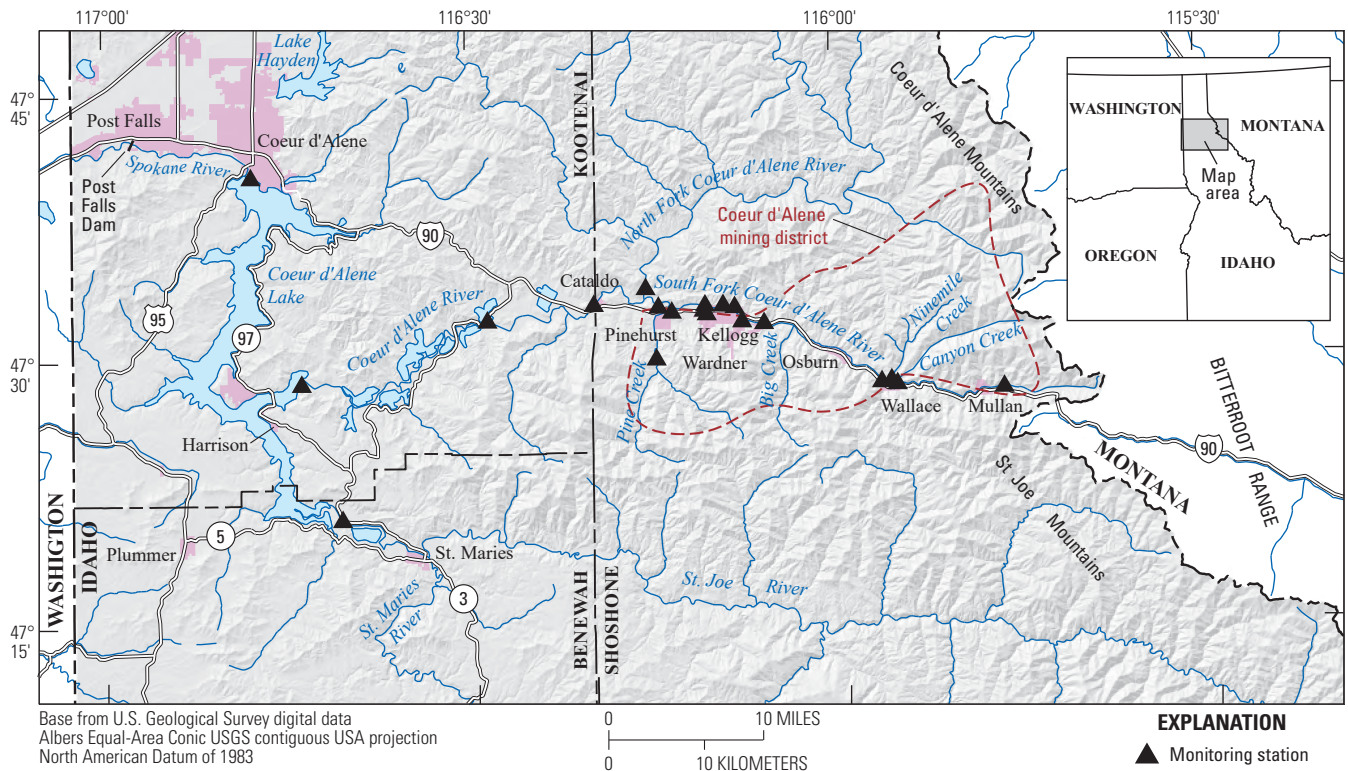 117°00'
116°30'
116°00'
115°30'
47°
45'
47°
30'
47°
15'
Lake
Hayden
e
Post Falls
Coeur d'Alene
Spokane River
Post
Falls
Dam
KOOTENAI
Coeur d'Alene Mountains
North Fork Coeur d'Alene River
Coeur d'Alene
mining district
90
Coeur d'Alene
Lake
95
97
Coeur d'Alene River
Cataldo
South Fork Coeur d'Alene River
Ninemile
Creek
Canyon Creek
Pinehurst
Kellogg
Wardner
Osburn
Big Creek
Pine Creek
Wallace
Mullan
Harrison
WASHINGTON
IDAHO
Plummer
5
St. Maries
3
St. Maries
River
BENEWAH
SHOSHONE
St. Joe
River
St Joe
Mountains
MONTANA
90
BITTERROOT
RANGE
WASHINGTON
MONTANA
Map
area
OREGON
IDAHO
Base from U.S. Geological Survey digital data
Albers Equal-Area Conic USGS contiguous USA projection
North American Datum of 1983
0
10 MILES
0
10 KILOMETERS
EXPLANATION
Monitoring station